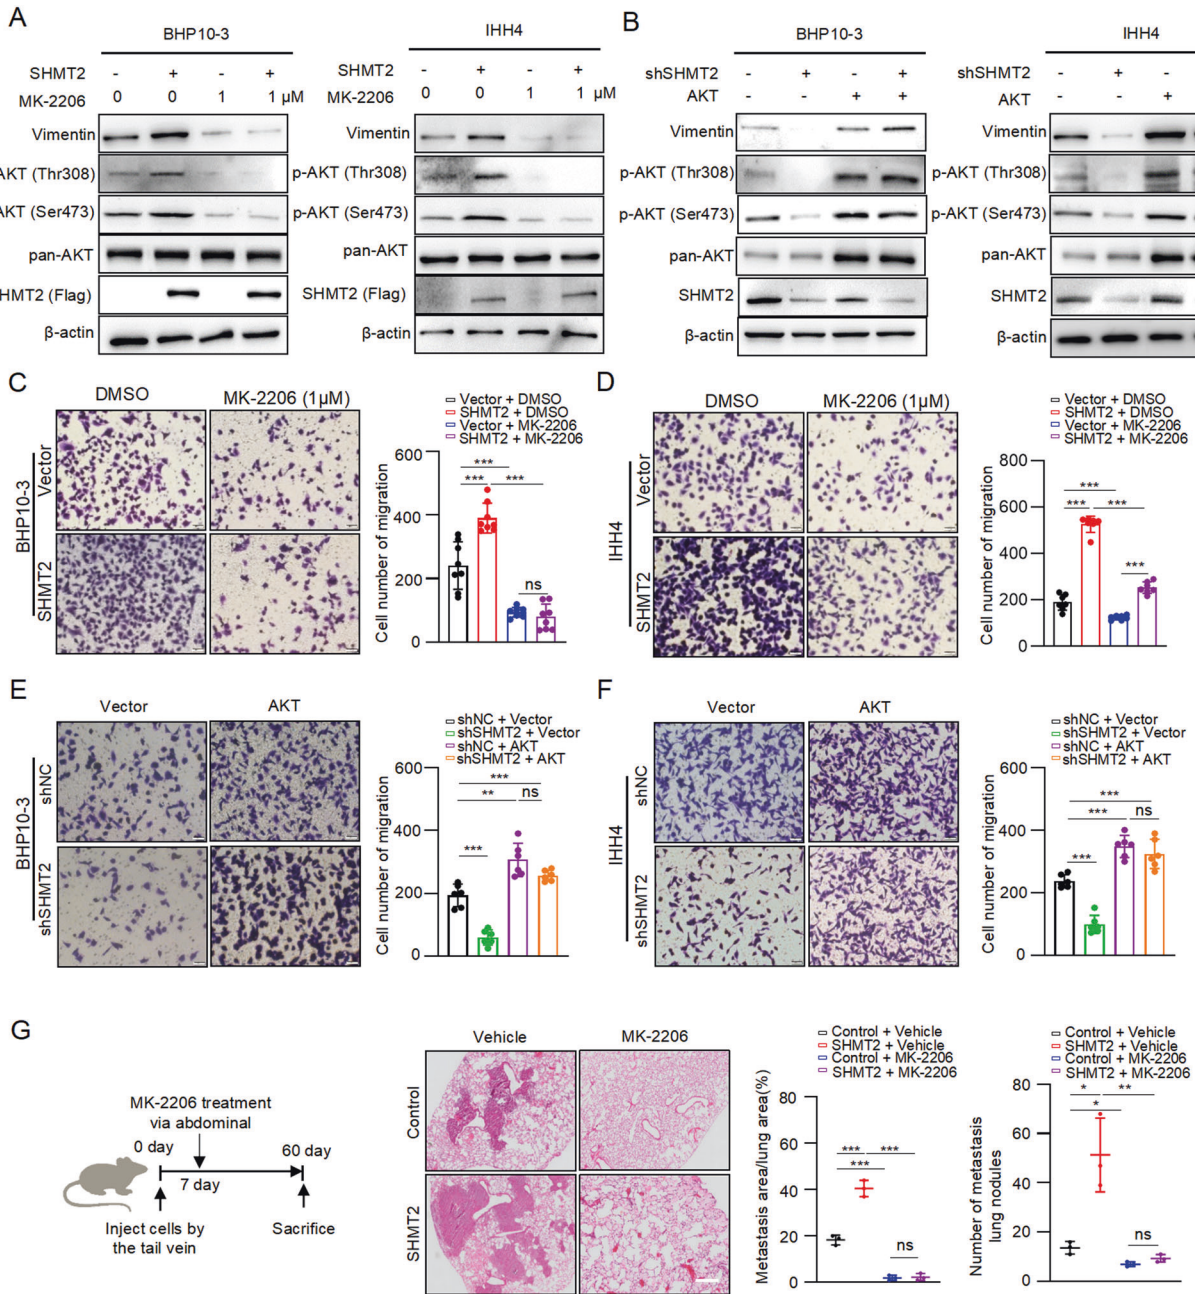 A
BHP10-3
SHMT2 - + - +
MK-2206 0 0 1 1 μM
Vimentin
AKT (Thr308)
AKT (Ser473)
pan-AKT
SHMT2 (Flag)
β-actin
IHH4
SHMT2 - + - +
MK-2206 0 0 1 1 μM
Vimentin
p-AKT (Thr308)
p-AKT (Ser473)
pan-AKT
SHMT2 (Flag)
β-actin
B
BHP10-3
shSHMT2 - + - +
AKT - - + +
Vimentin
p-AKT (Thr308)
p-AKT (Ser473)
pan-AKT
SHMT2
β-actin
IHH4
shSHMT2 - + -
AKT - - +
Vimentin
p-AKT (Thr308)
p-AKT (Ser473)
pan-AKT
SHMT2
β-actin
C
DMSO
MK-2206 (1μM)
BHP10-3
Vector
SHMT2
Vector + DMSO
SHMT2 + DMSO
Vector + MK-2206
SHMT2 + MK-2206
Cell number of migration
600
400
200
0
***
*** ***
ns
D
DMSO
MK-2206 (1μM)
IHH4
Vector
SHMT2
Vector + DMSO
SHMT2 + DMSO
Vector + MK-2206
SHMT2 + MK-2206
Cell number of migration
800
600
400
200
0
***
*** ***
***
E
Vector
AKT
BHP10-3
shNC
shSHMT2
shNC + Vector
shSHMT2 + Vector
shNC + AKT
shSHMT2 + AKT
Cell number of migration
600
400
200
0
***
** ns
***
F
Vector
AKT
IHH4
shNC
shSHMT2
shNC + Vector
shSHMT2 + Vector
shNC + AKT
shSHMT2 + AKT
Cell number of migration
600
400
200
0
***
*** ns
***
G
MK-2206 treatment
via abdominal
0 day
60 day
7 day
Inject cells by
the tail vein
Sacrifice
Vehicle
MK-2206
Control
SHMT2
Control + Vehicle
SHMT2 + Vehicle
Control + MK-2206
SHMT2 + MK-2206
Metastasis area/lung area(%)
80
60
40
20
0
*** ***
***
ns
Control + Vehicle
SHMT2 + Vehicle
Control + MK-2206
SHMT2 + MK-2206
Number of metastasis
lung nodules
80
60
40
20
0
* **
*
ns